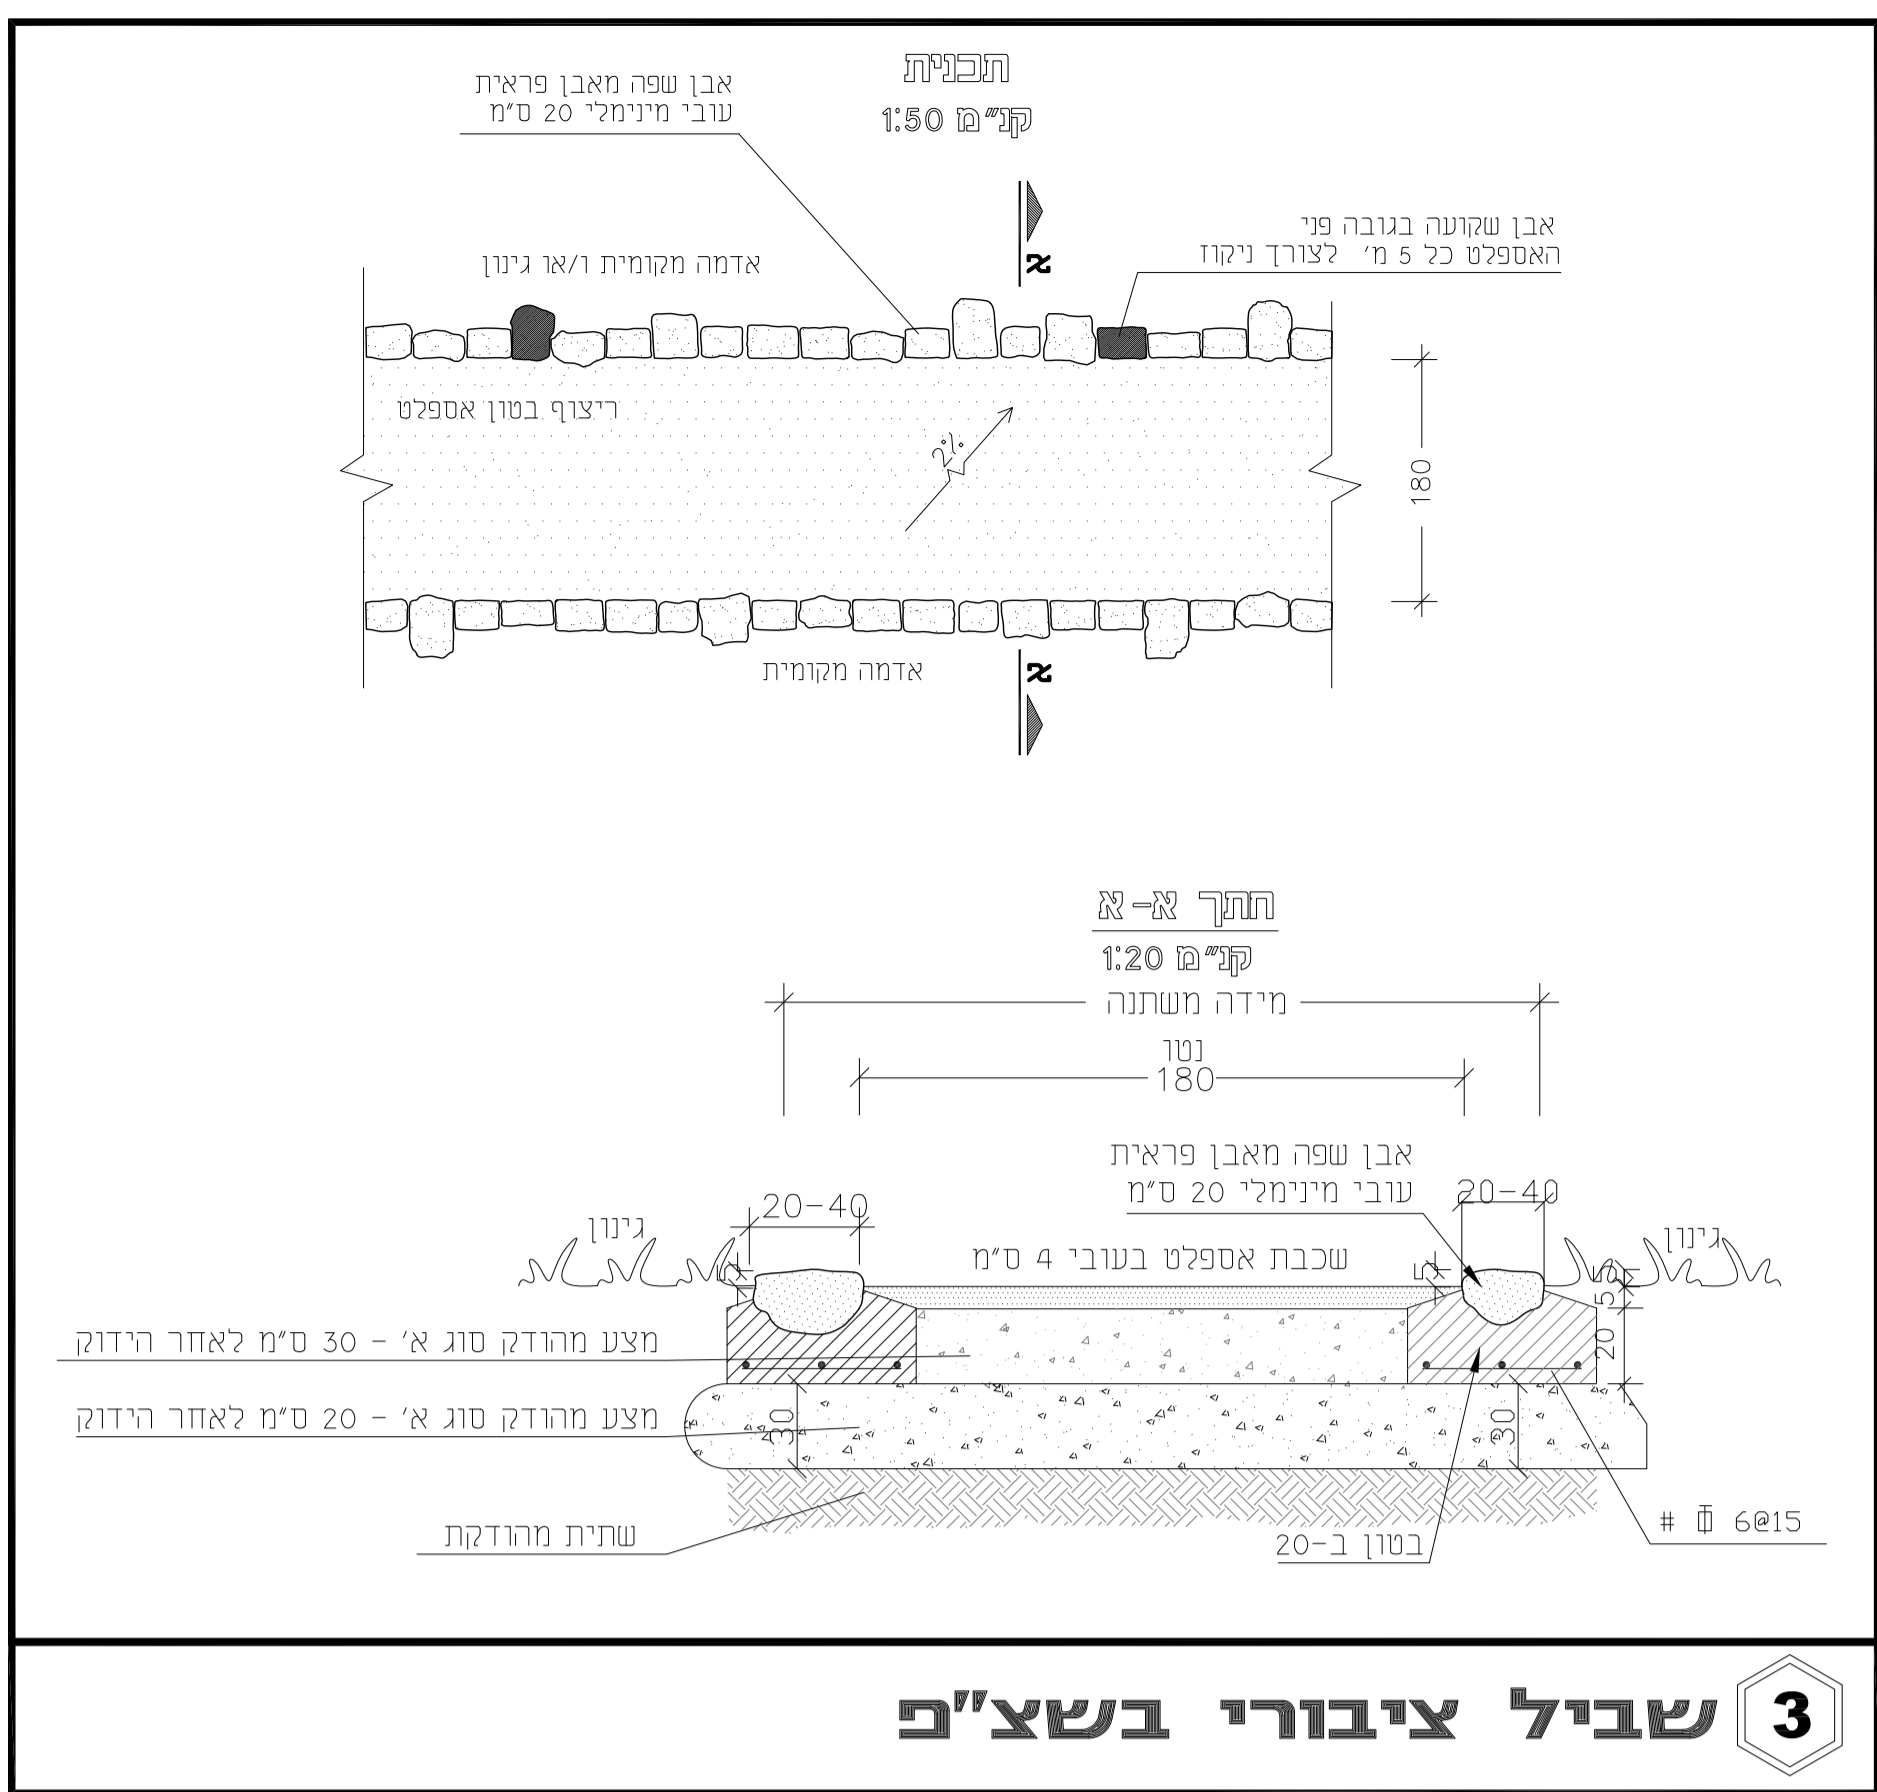 תכנית
קנ"מ 1:50
אבן שפה מאבן פראית
עובי מינימלי 20 ס"מ
אבן שקועה בגובה פני
האספלט כל 5 מ' לצורך ניקוז
אדמה מקומית ו/או גינון
א
ריצוף בטון אספלט
2%
180
אדמה מקומית
א
חתך א-א
קנ"מ 1:20
מידה משתנה
נטו
180
אבן שפה מאבן פראית
עובי מינימלי 20 ס"מ
20-40
20-40
גינון
גינון
שכבת אספלט בעובי 4 ס"מ
5
5
5
5
20
מצע מהודק סוג א' - 30 ס"מ לאחר הידוק
מצע מהודק סוג א' - 20 ס"מ לאחר הידוק
30
30
שתית מהודקת
בטון ב-20
# Φ 6@15
3
שביל ציבורי בשצ"פ